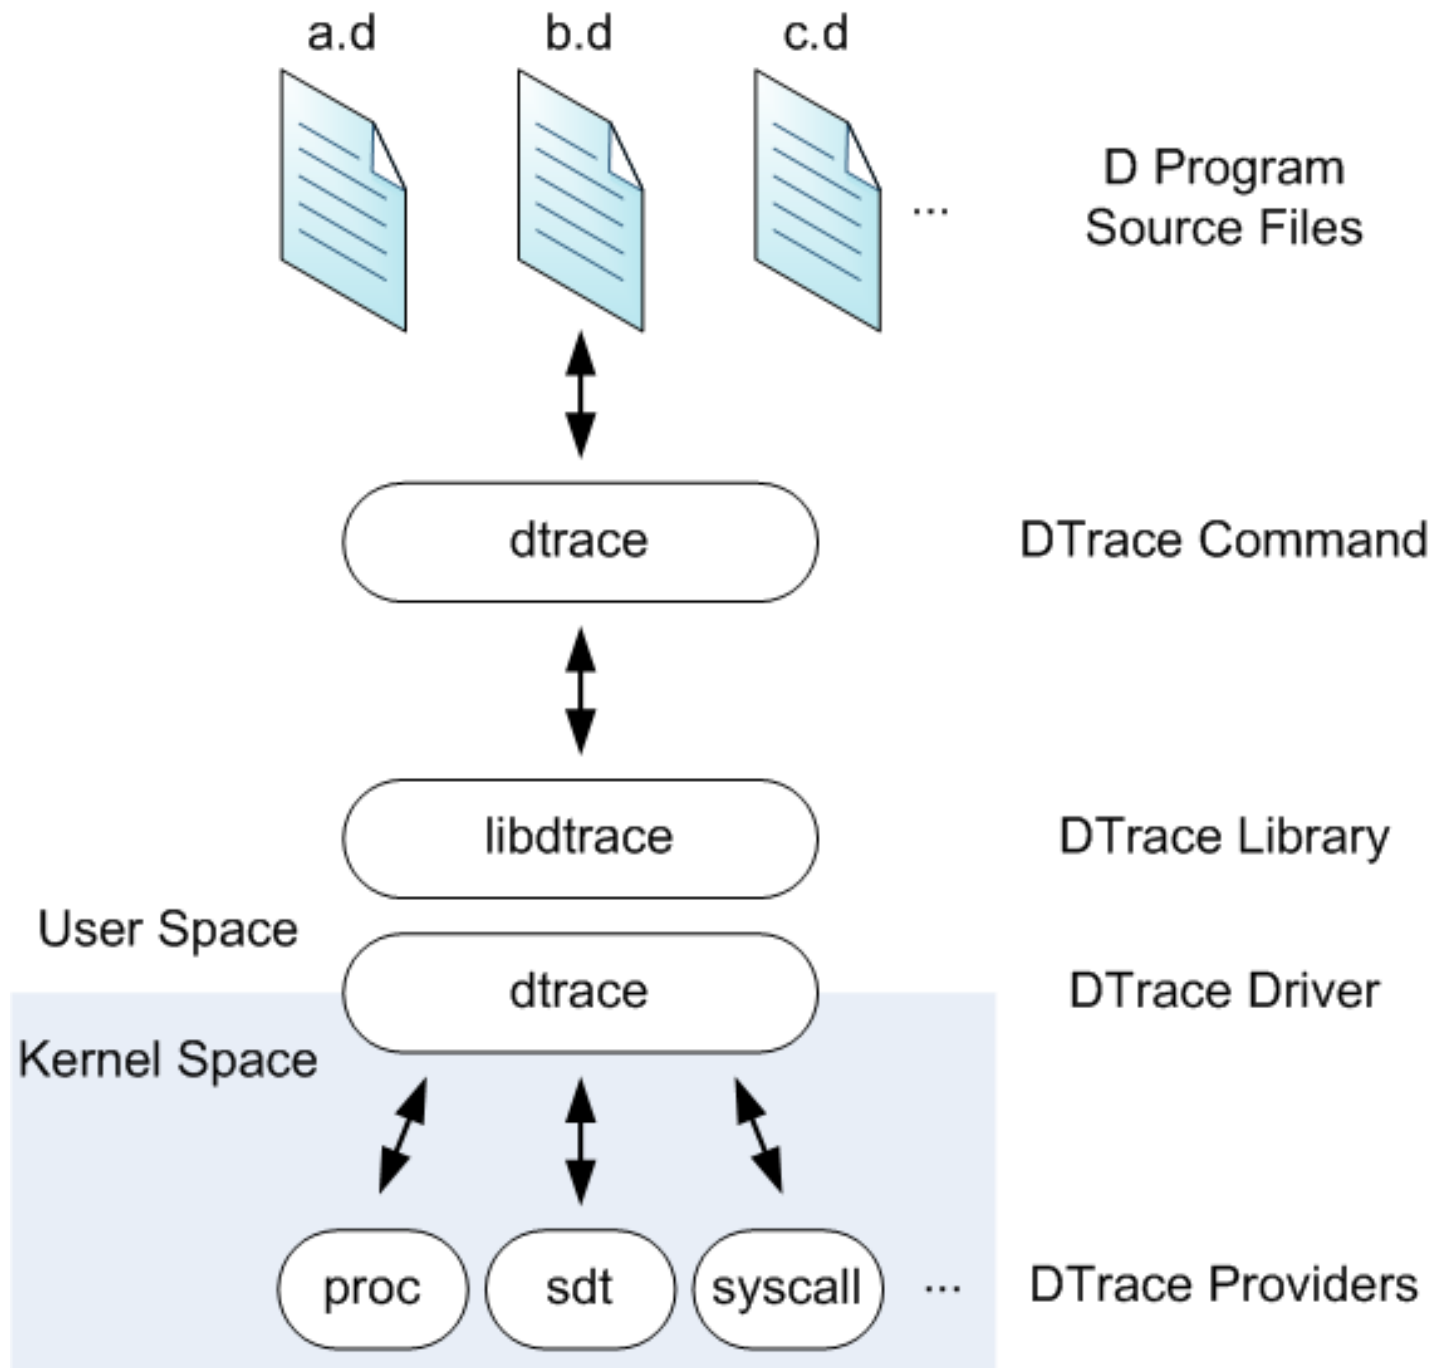 a.d b.d c.d
...
D Program
Source Files
dtrace
DTrace Command
libdtrace
DTrace Library
User Space
dtrace
DTrace Driver
Kernel Space
proc sdt syscall ...
DTrace Providers